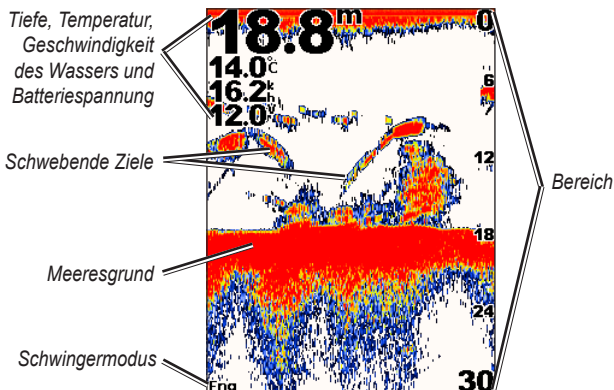 Tiefe, Temperatur,
Geschwindigkeit
des Wassers und
Batteriespannung
18.8m
14.0°C
16.2kh
12.0V
0
6
12
18
24
30
Schwebende Ziele
Bereich
Meeresgrund
Schwingermodus
Frq